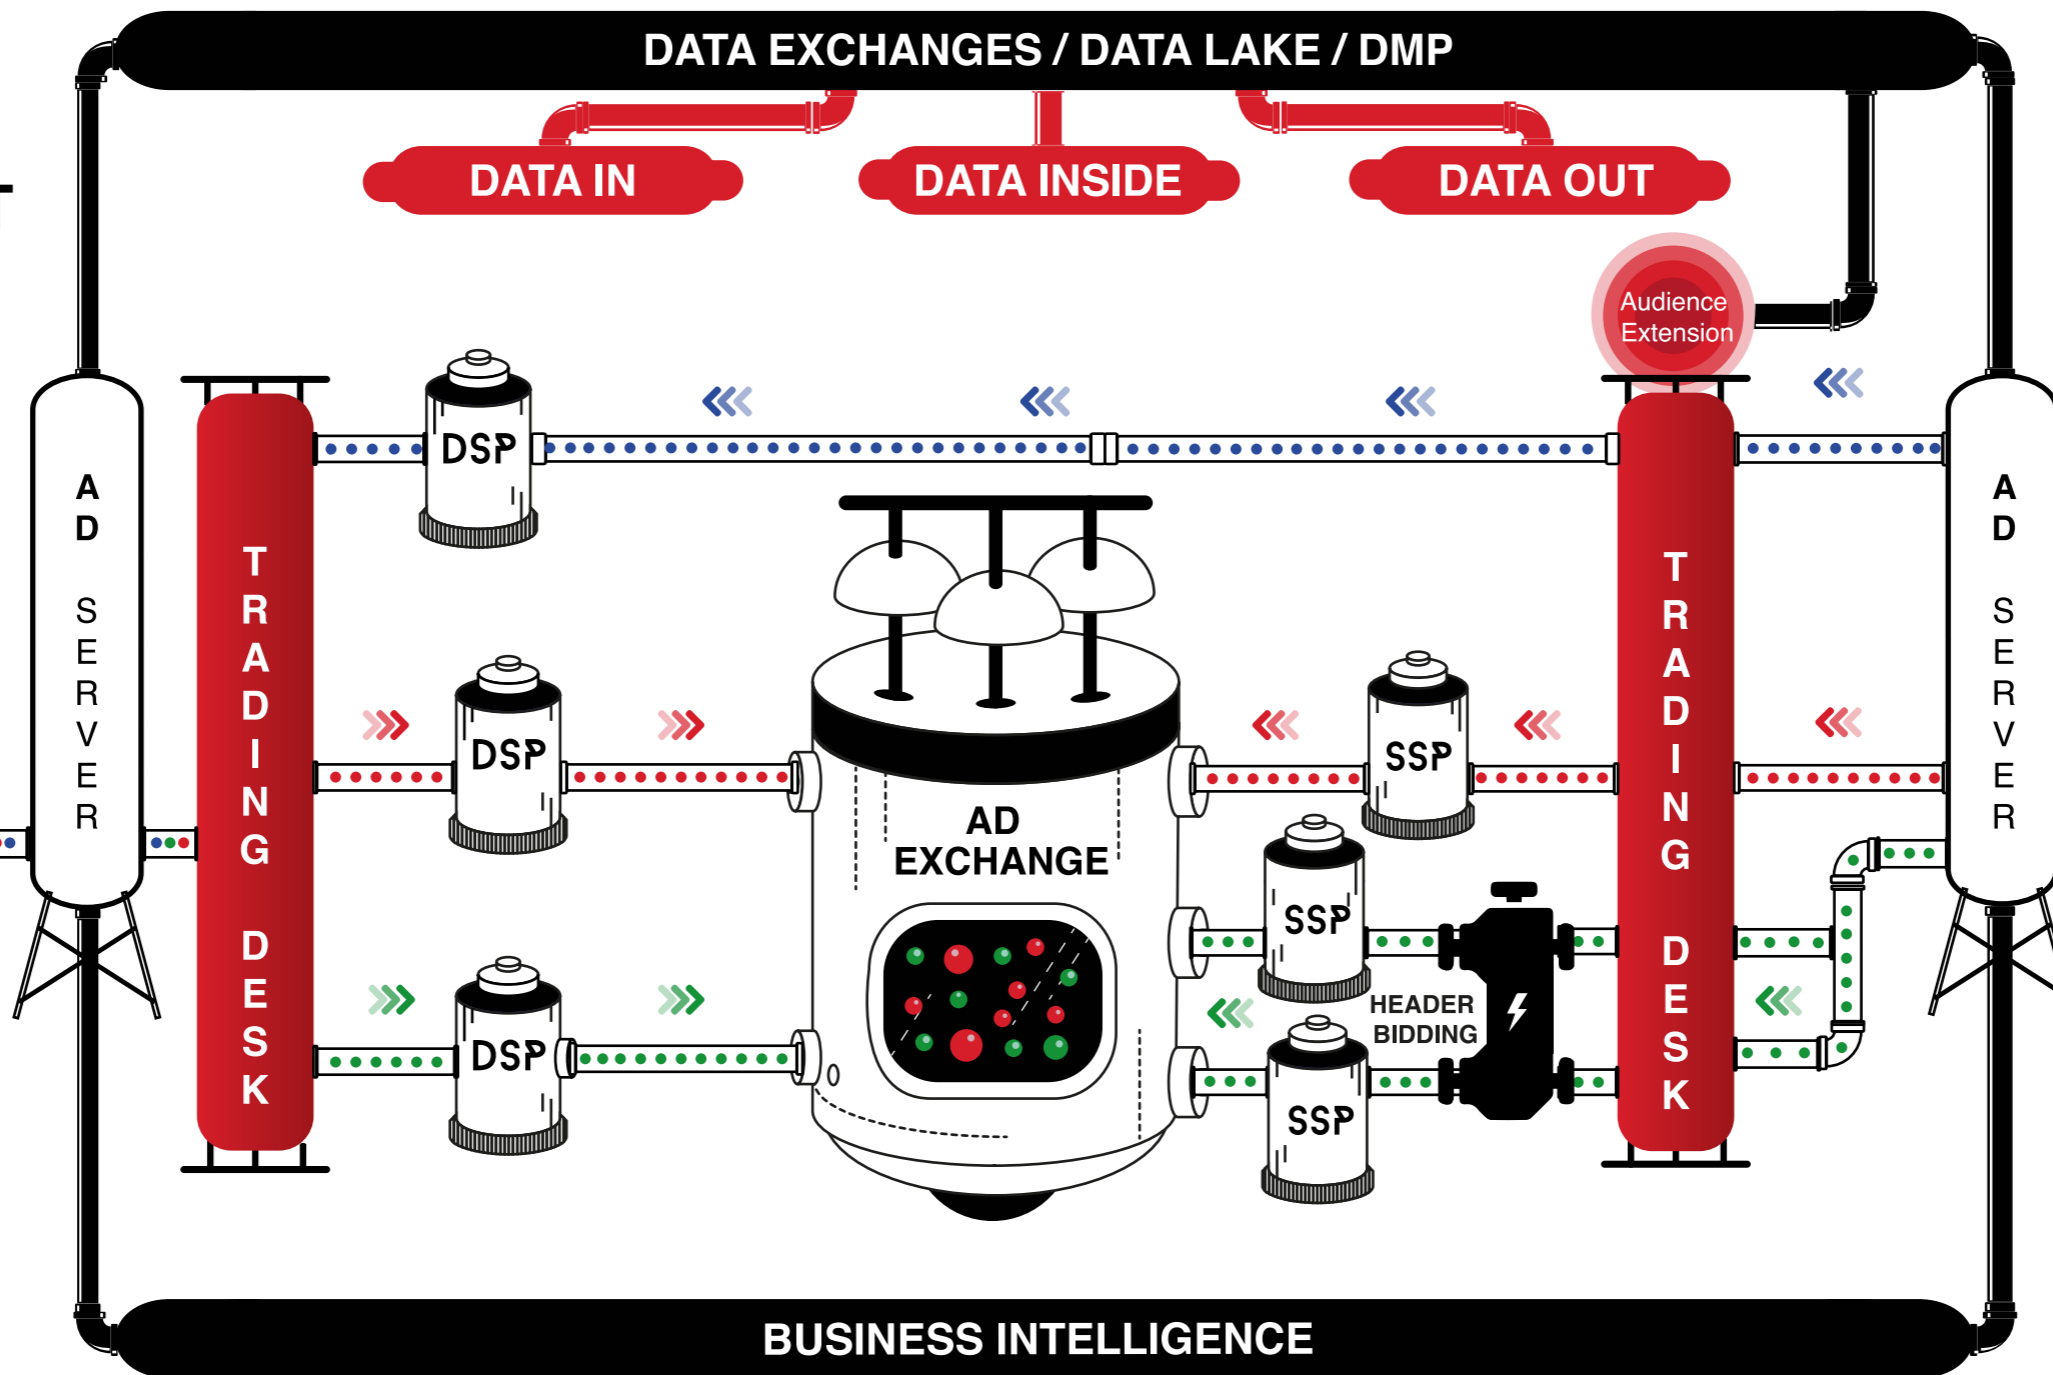 DATA EXCHANGES / DATA LAKE / DMP
DATA IN
DATA INSIDE
DATA OUT
Audience
Extension
AD SERVER
TRADING DESK
DSP
DSP
DSP
AD
EXCHANGE
SSP
SSP
HEADER
BIDDING
SSP
TRADING DESK
AD SERVER
BUSINESS INTELLIGENCE